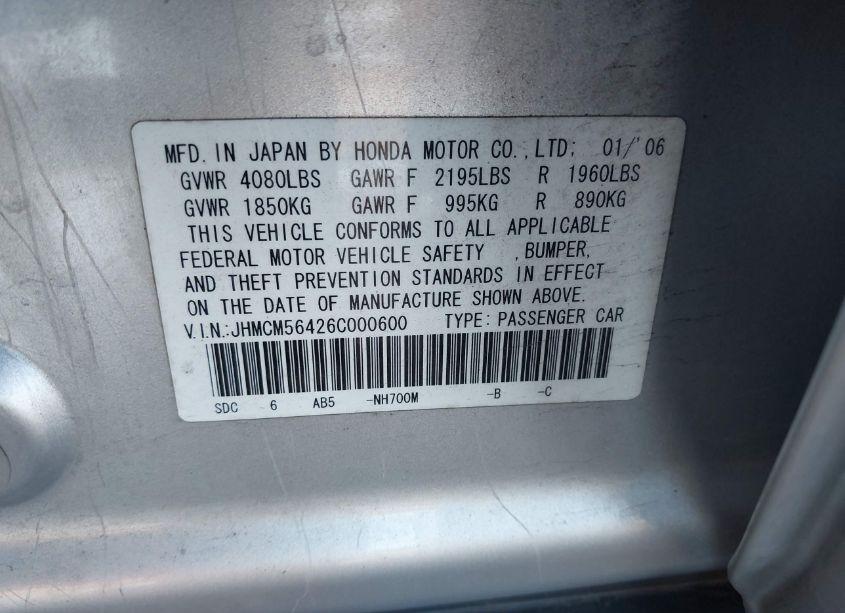 MFD. IN JAPAN BY HONDA MOTOR CO., LTD; 01/'06
GVWR 4080LBS GAWR F 2195LBS R 1960LBS
GVWR 1850KG GAWR F 995KG R 890KG
THIS VEHICLE CONFORMS TO ALL APPLICABLE
FEDERAL MOTOR VEHICLE SAFETY , BUMPER,
AND THEFT PREVENTION STANDARDS IN EFFECT
ON THE DATE OF MANUFACTURE SHOWN ABOVE.
V.I.N.:JHMCM56426C000600 TYPE: PASSENGER CAR
SDC 6 AB5 -NH700M -B -C